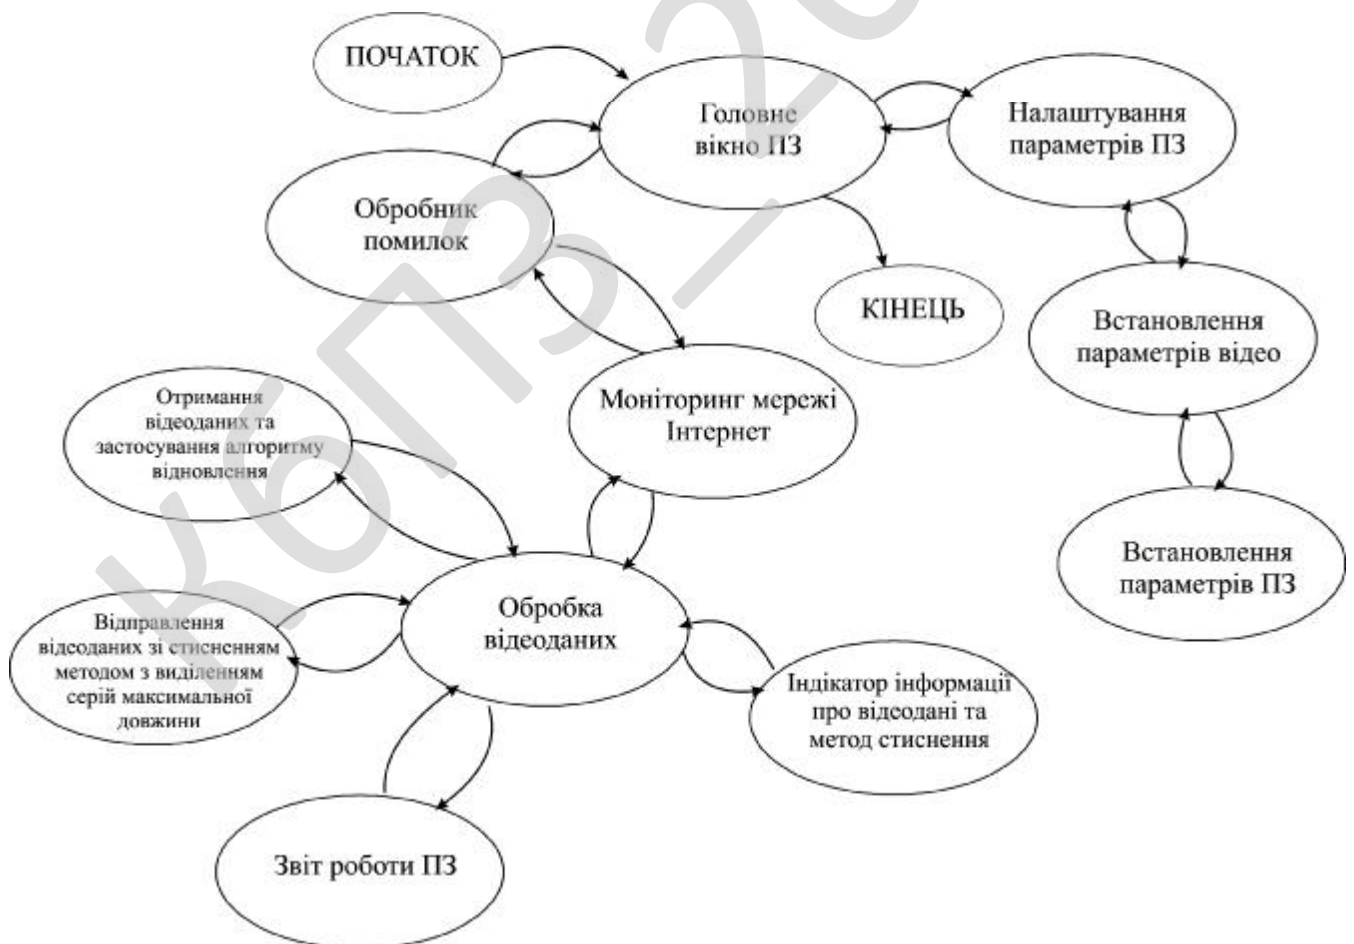 ПОЧАТОК
Головне
вікно ПЗ
Налаштування
параметрів ПЗ
Обробник
помилок
КІНЕЦЬ
Встановлення
параметрів відео
Моніторинг мережі
Інтернет
Отримання
відеоданих та
застосування алгоритму
відновлення
Встановлення
параметрів ПЗ
Обробка
відеоданих
Відправлення
відеоданих зі стисненням
методом з виділенням
серій максимальної
довжини
Індікатор інформації
про відеодані та
метод стиснення
Звіт роботи ПЗ
КбПЗ_20